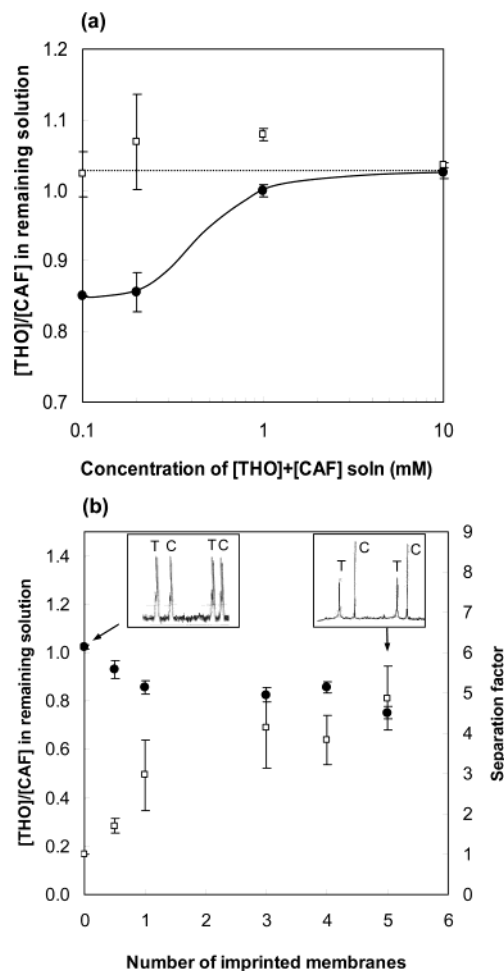 (a)
[THO]/[CAF] in remaining solution
1.2
1.1
1.0
0.9
0.8
0.7
0.1
1
10
Concentration of [THO]+[CAF] soln (mM)
(b)
[THO]/[CAF] in remaining solution
1.4
1.2
1.0
0.8
0.6
0.4
0.2
0.0
T C T C
T C T C
9
8
7
6
5
4
3
2
1
0
Separation factor
0 1 2 3 4 5 6
Number of imprinted membranes